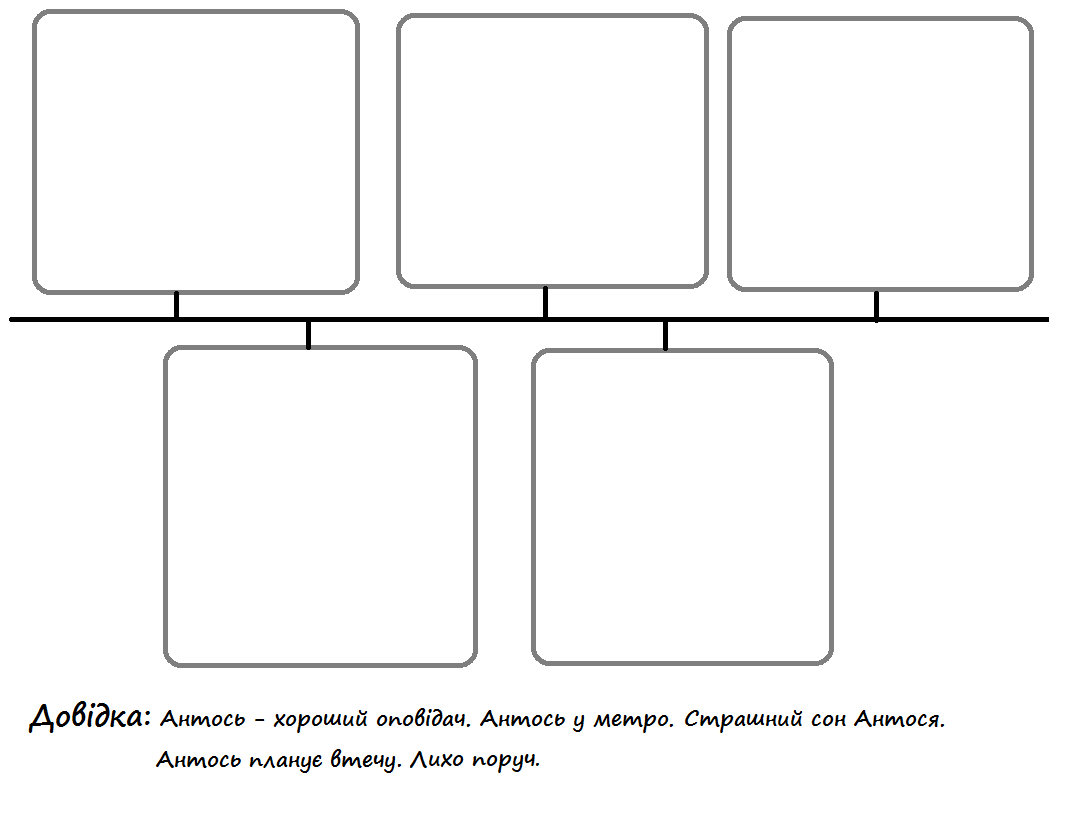 Довідка: Антось - хороший оповідач. Антось у метро. Страшний сон Антося.
Антось планує втечу. Лихо поруч.